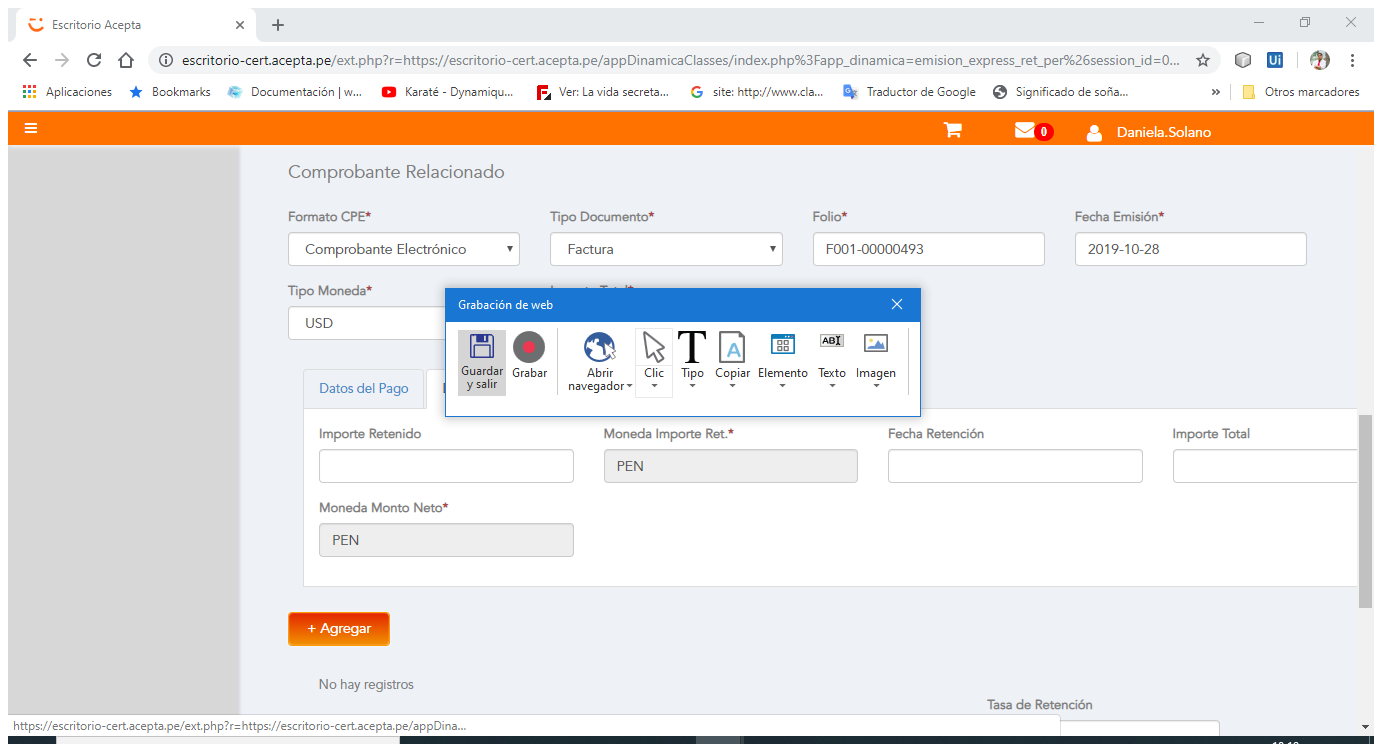 Escritorio Acepta
escritorio-cert.acepta.pe/ext.php?r=https://escritorio-cert.acepta.pe/appDinamicaClasses/index.php%3Fapp_dinamica=emision_express_ret_per%26session_id=0...
Ui
Aplicaciones Bookmarks Documentación | w... Karaté - Dynamiqu... Ver: La vida secreta... site: http://www.cla... Traductor de Google Significado de soña... » Otros marcadores
0 Daniela.Solano
Comprobante Relacionado
Formato CPE* Tipo Documento* Folio* Fecha Emisión*
Comprobante Electrónico Factura F001-00000493 2019-10-28
Tipo Moneda*
USD
Grabación de web
Guardar y salir
Grabar
Abrir navegador
Clic
Tipo
Copiar
Elemento
Texto
Imagen
Datos del Pago
Importe Retenido Moneda Importe Ret.* Fecha Retención Importe Total
PEN
Moneda Monto Neto*
PEN
+ Agregar
No hay registros
Tasa de Retención
https://escritorio-cert.acepta.pe/ext.php?r=https://escritorio-cert.acepta.pe/appDina...